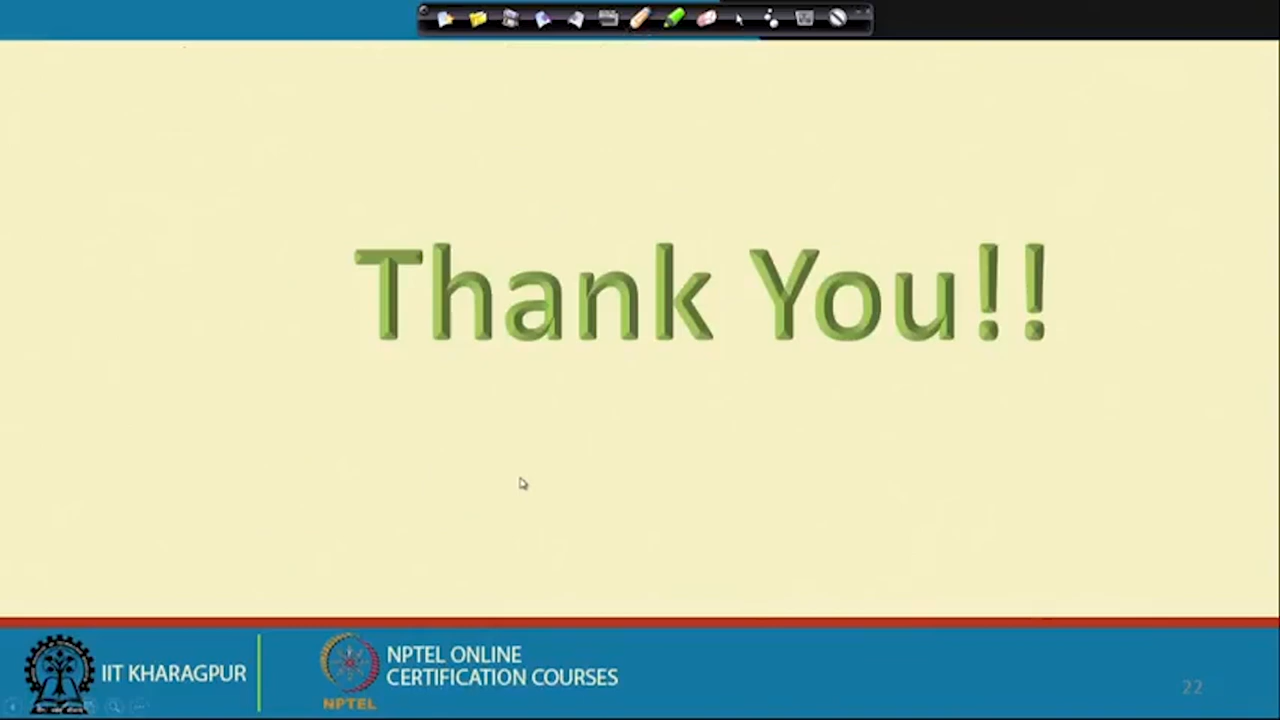 Thank You!!
IIT KHARAGPUR
NPTEL
NPTEL ONLINE
CERTIFICATION COURSES
22